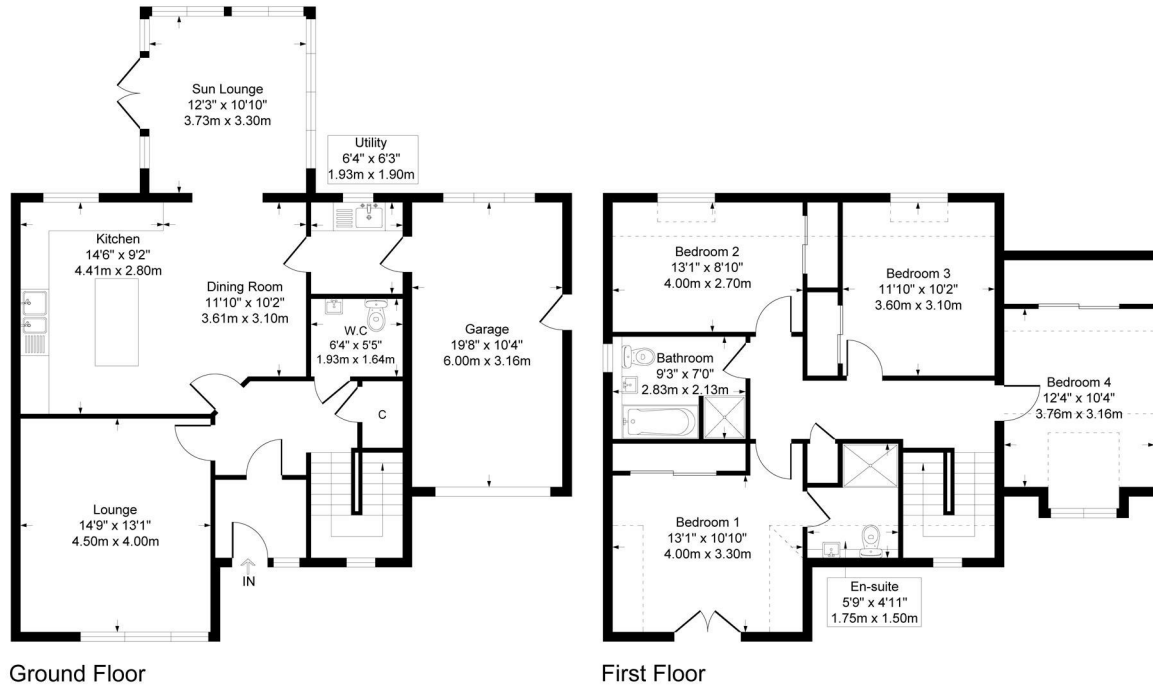 Sun Lounge
12'3" x 10'10"
3.73m x 3.30m
Utility
6'4" x 6'3"
1.93m x 1.90m
Kitchen
14'6" x 9'2"
4.41m x 2.80m
Dining Room
11'10" x 10'2"
3.61m x 3.10m
W.C
6'4" x 5'5"
1.93m x 1.64m
Garage
19'8" x 10'4"
6.00m x 3.16m
C
Lounge
14'9" x 13'1"
4.50m x 4.00m
IN
Ground Floor
Bedroom 2
13'1" x 8'10"
4.00m x 2.70m
Bedroom 3
11'10" x 10'2"
3.60m x 3.10m
Bathroom
9'3" x 7'0"
2.83m x 2.13m
Bedroom 4
12'4" x 10'4"
3.76m x 3.16m
Bedroom 1
13'1" x 10'10"
4.00m x 3.30m
En-suite
5'9" x 4'11"
1.75m x 1.50m
First Floor